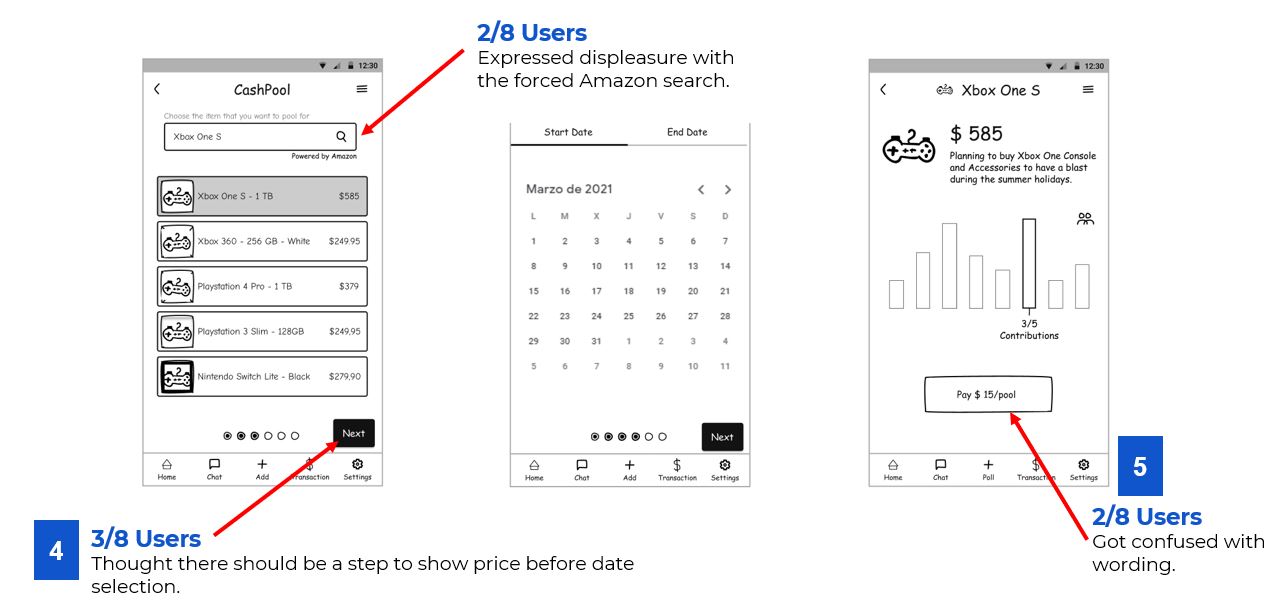 2/8 Users
Expressed displeasure with
the forced Amazon search.
12:30
CashPool
Choose the item that you want to pool for
Xbox One S
Powered by Amazon
Xbox One S - 1 TB $585
Xbox 360 - 256 GB - White $249.95
Playstation 4 Pro - 1 TB $379
Playstation 3 Slim - 128GB $249.95
Nintendo Switch Lite - Black $279,90
Next
Home Chat Add Transaction Settings
4
3/8 Users
Thought there should be a step to show price before date
selection.
Start Date End Date
Marzo de 2021
L M X J V S D
1 2 3 4 5 6 7
8 9 10 11 12 13 14
15 16 17 18 19 20 21
22 23 24 25 26 27 28
29 30 31 1 2 3 4
5 6 7 8 9 10 11
Next
Home Chat Add Transaction Settings
12:30
Xbox One S
$ 585
Planning to buy Xbox One Console
and Accessories to have a blast
during the summer holidays.
3/5
Contributions
Pay $ 15/pool
Home Chat Poll Transaction Settings
5
2/8 Users
Got confused with
wording.